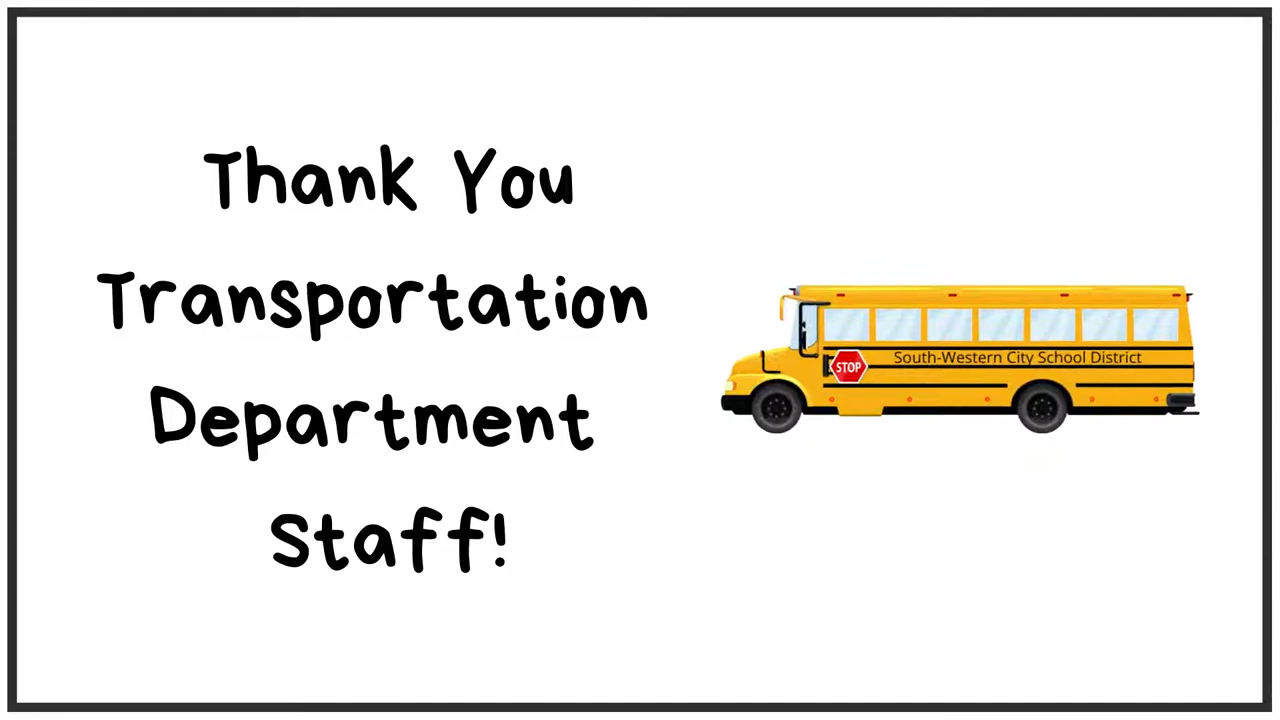 Thank You
Transportation
Department
Staff!
South-Western City School District
STOP